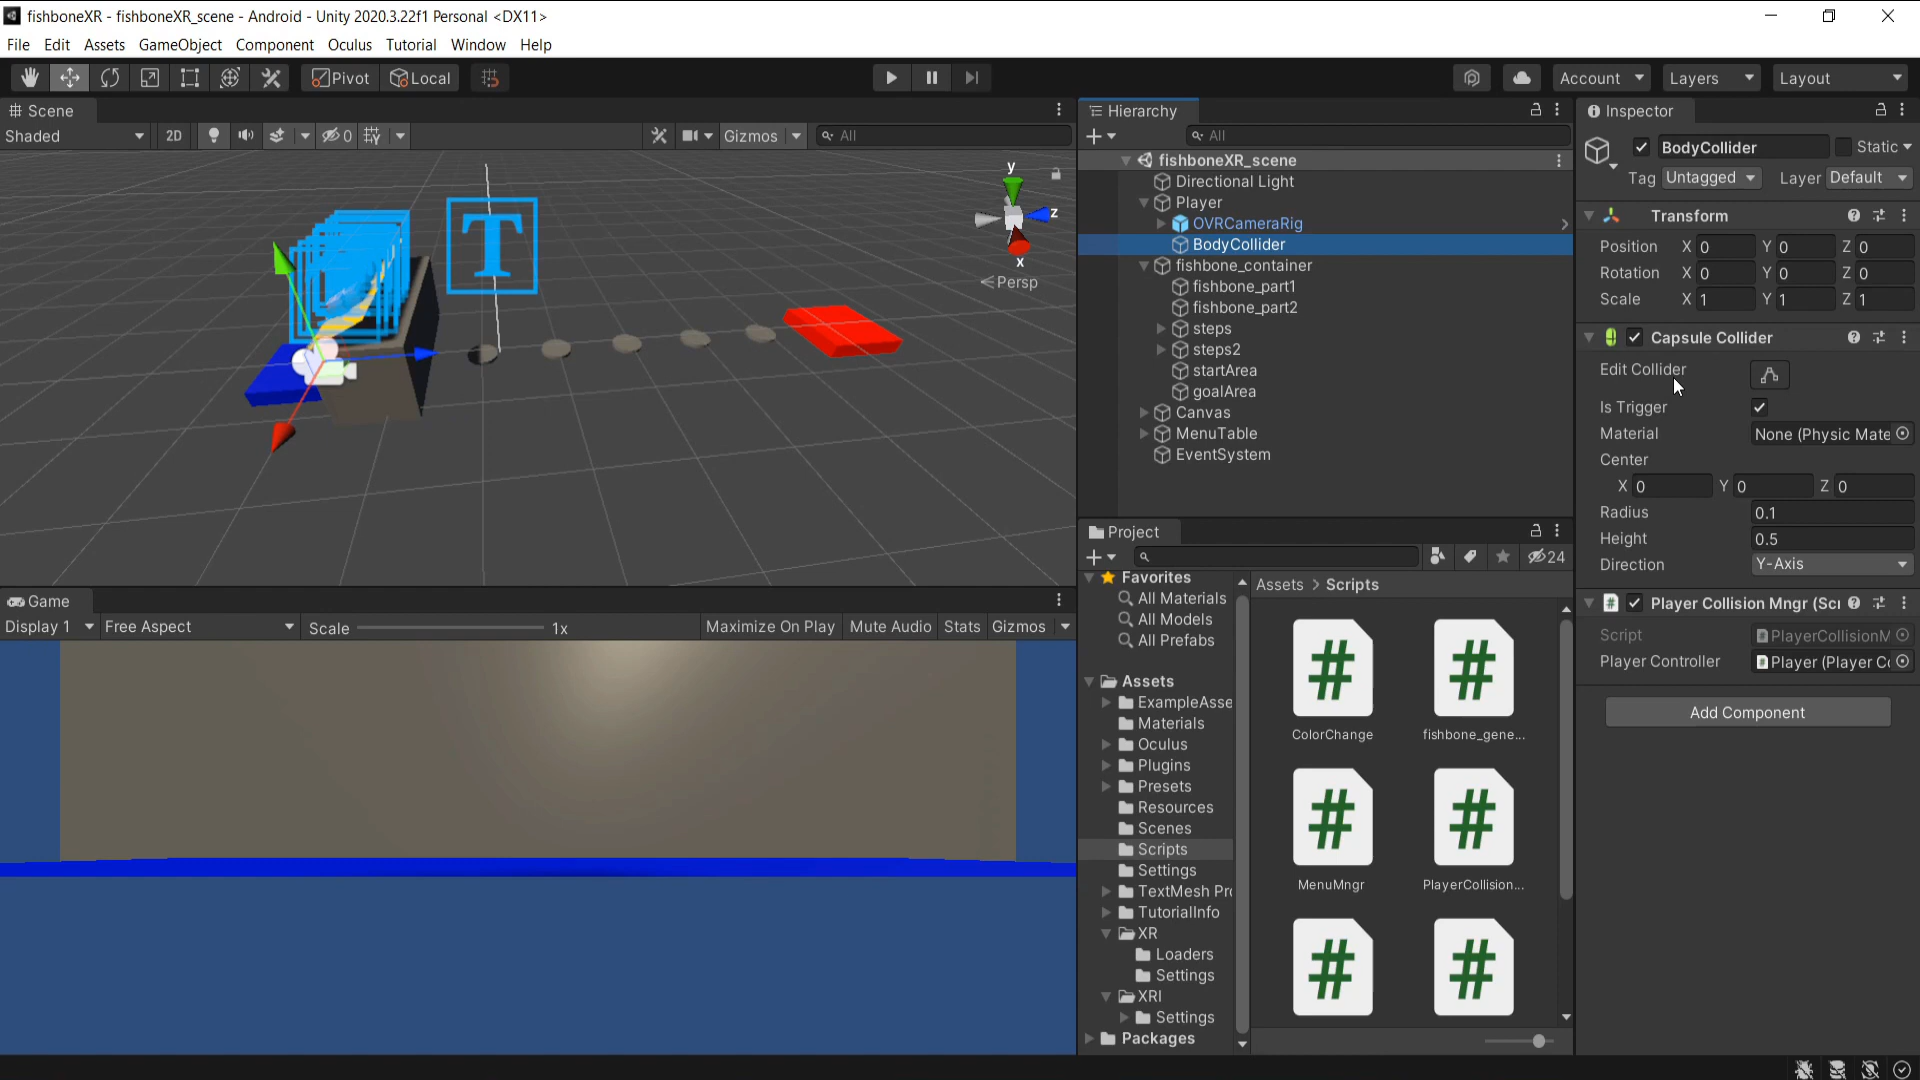 fishboneXR - fishboneXR_scene - Android - Unity 2020.3.22f1 Personal <DX11>
File Edit Assets GameObject Component Oculus Tutorial Window Help
Pivot Local Account Layers Layout
Scene
Shaded 2D 0 Gizmos All
y
z
x
Persp
T
Game
Display 1 Free Aspect Scale 1x Maximize On Play Mute Audio Stats Gizmos
Hierarchy
All
fishboneXR_scene
Directional Light
Player
OVRCameraRig
BodyCollider
fishbone_container
fishbone_part1
fishbone_part2
steps
steps2
startArea
goalArea
Canvas
MenuTable
EventSystem
Project
24
Favorites
All Materials
All Models
All Prefabs
Assets
ExampleAsse
Materials
Oculus
Plugins
Presets
Resources
Scenes
Scripts
Settings
TextMesh Pr
TutorialInfo
XR
Loaders
Settings
XRI
Settings
Packages
Assets > Scripts
ColorChange fishbone_gene...
MenuMngr PlayerCollision...
Inspector
BodyCollider Static
Tag Untagged Layer Default
Transform
Position X 0 Y 0 Z 0
Rotation X 0 Y 0 Z 0
Scale X 1 Y 1 Z 1
Capsule Collider
Edit Collider
Is Trigger
Material None (Physic Mate
Center
X 0 Y 0 Z 0
Radius 0.1
Height 0.5
Direction Y-Axis
Player Collision Mngr (Scr
Script PlayerCollisionM
Player Controller Player (Player Co
Add Component